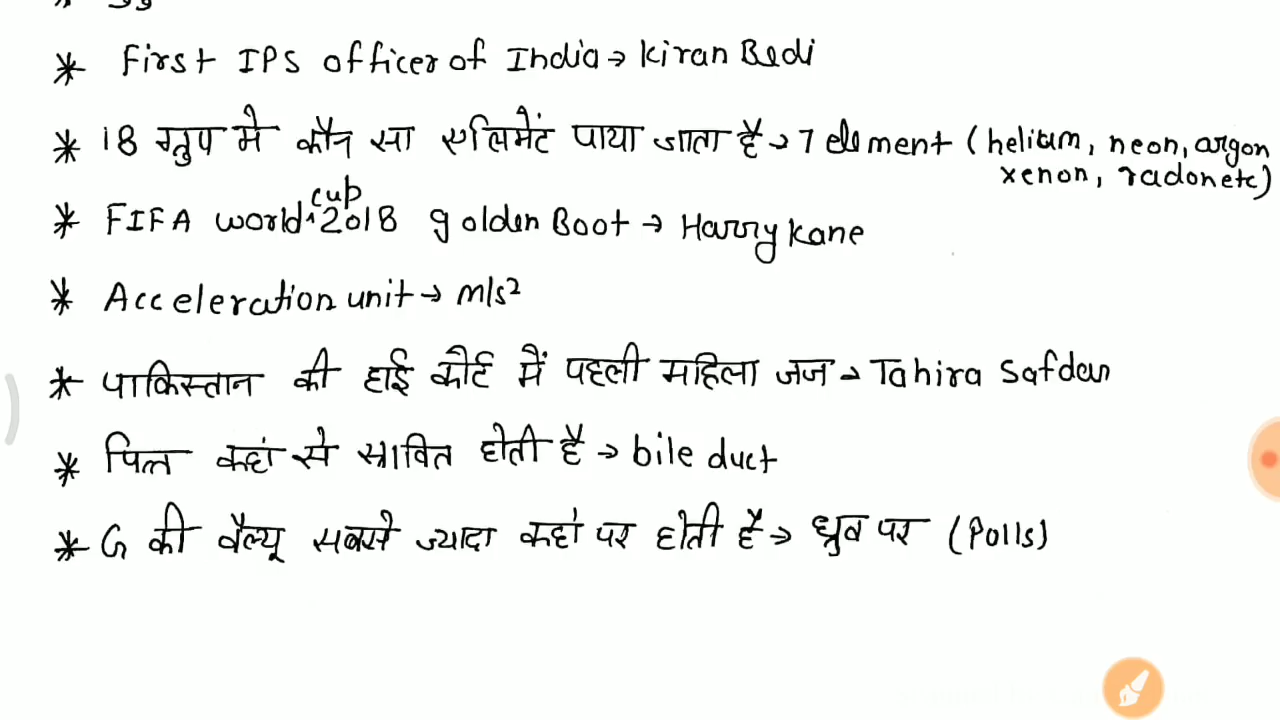 * First IPS officer of India → Kiran Bedi
* 18 ग्रुप मे कौन सा एलिमेंट पाया जाता है → 7 element (helium, neon, argon
xenon, radon etc)
* FIFA world cup 2018 golden Boot → Harry kane
* Acceleration unit → m/s²
* पाकिस्तान की हाई कोर्ट में पहली महिला जज → Tahira Safdar
* पित्त कहां से स्रावित होती है → bile duct
* G की वैल्यू सबसे ज्यादा कहां पर होती है → ध्रुव पर (Polls)